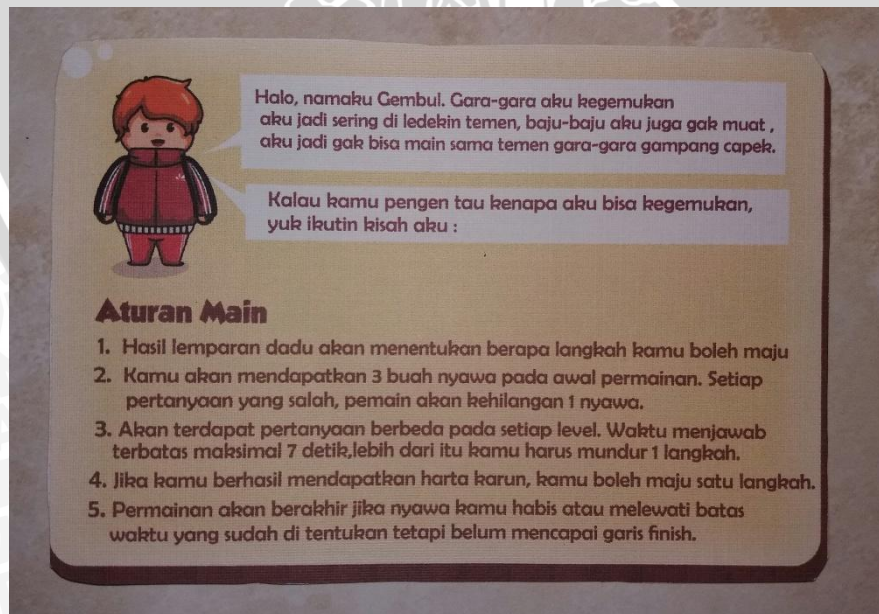 Halo, namaku Gembul. Gara-gara aku kegemukan
aku jadi sering di ledekin temen, baju-baju aku juga gak muat ,
aku jadi gak bisa main sama temen gara-gara gampang capek.
Kalau kamu pengen tau kenapa aku bisa kegemukan,
yuk ikutin kisah aku :
Aturan Main
1. Hasil lemparan dadu akan menentukan berapa langkah kamu boleh maju
2. Kamu akan mendapatkan 3 buah nyawa pada awal permainan. Setiap
pertanyaan yang salah, pemain akan kehilangan 1 nyawa.
3. Akan terdapat pertanyaan berbeda pada setiap level. Waktu menjawab
terbatas maksimal 7 detik,lebih dari itu kamu harus mundur 1 langkah.
4. Jika kamu berhasil mendapatkan harta karun, kamu boleh maju satu langkah.
5. Permainan akan berakhir jika nyawa kamu habis atau melewati batas
waktu yang sudah di tentukan tetapi belum mencapai garis finish.